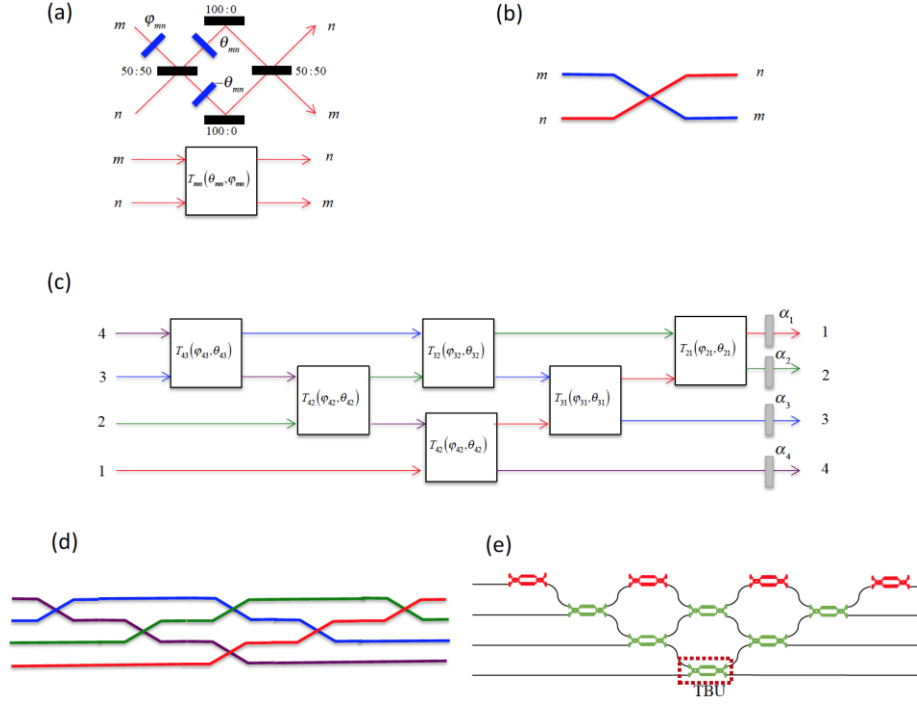 (a)
100:0
m φmn n
θmn
50:50 50:50
−θmn
n m
100:0
m n
Tmn(θmn,φmn)
n m
(b)
m n
n m
(c)
4 T43(φ43,θ43) T32(φ32,θ32) T21(φ21,θ21) α1 1
3 T42(φ42,θ42) T31(φ31,θ31) α2 2
2 T42(φ42,θ42) α3 3
1 α4 4
(d)
(e)
TBU